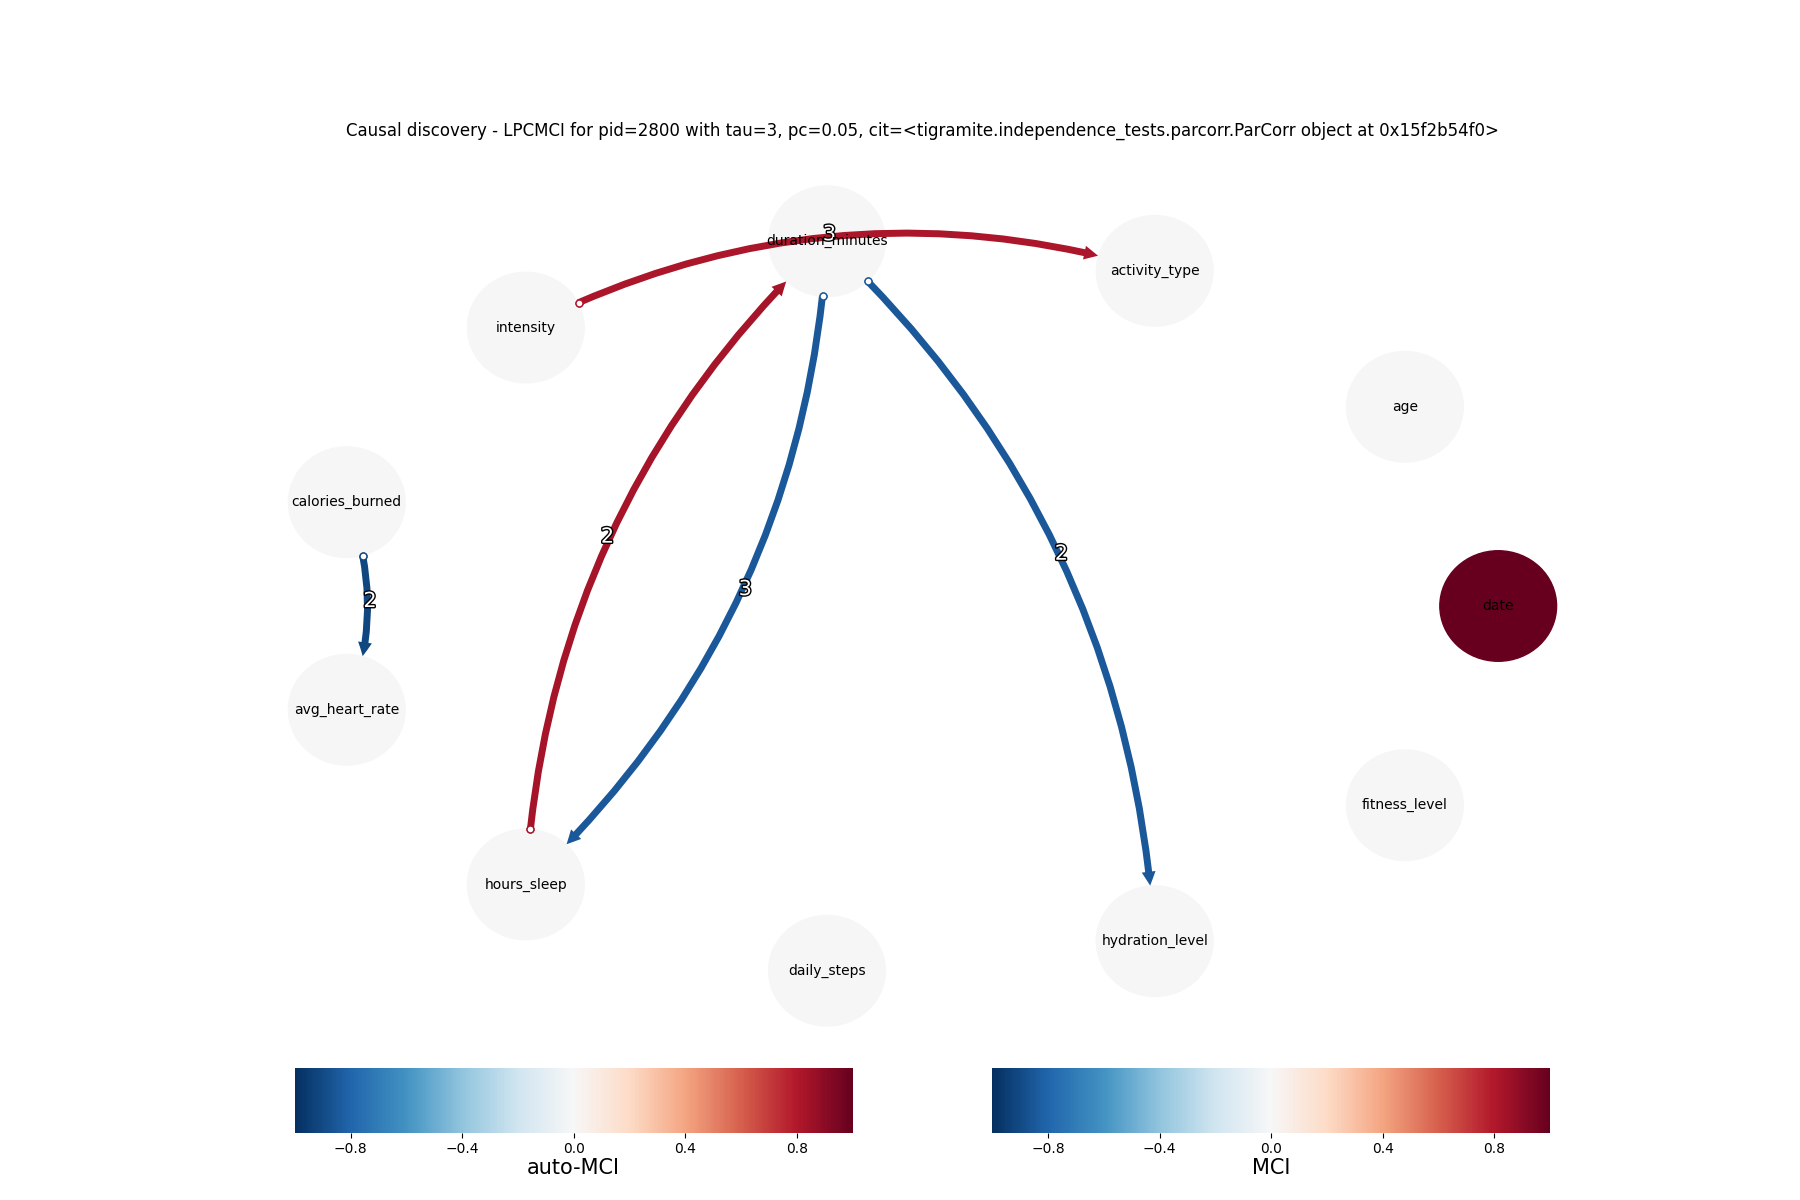 Causal discovery - LPCMCI for pid=2800 with tau=3, pc=0.05, cit=<tigramite.independence_tests.parcorr.ParCorr object at 0x15f2b54f0>
3
duration_minutes
activity_type
intensity
age
calories_burned
2
3
2
2
date
avg_heart_rate
fitness_level
hours_sleep
hydration_level
daily_steps
−0.8 −0.4 0.0 0.4 0.8
auto-MCI
−0.8 −0.4 0.0 0.4 0.8
MCI